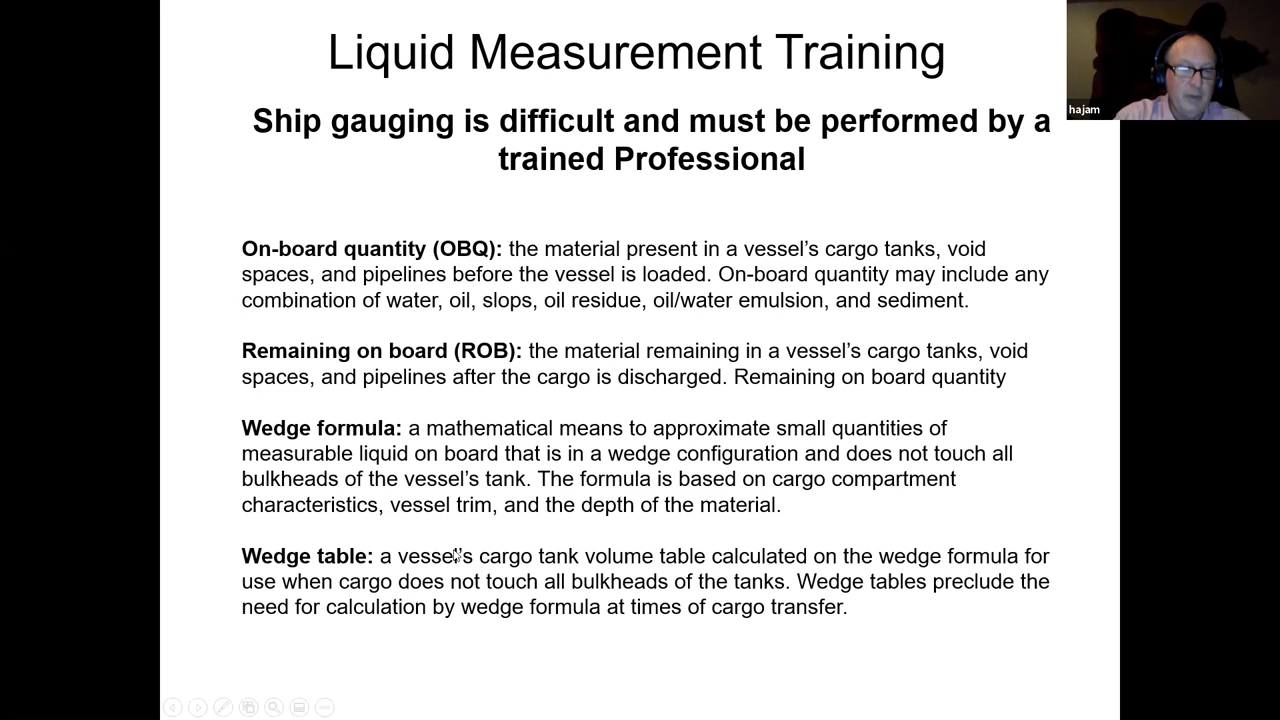 Liquid Measurement Training
hajam
Ship gauging is difficult and must be performed by a
trained Professional
On-board quantity (OBQ): the material present in a vessel’s cargo tanks, void
spaces, and pipelines before the vessel is loaded. On-board quantity may include any
combination of water, oil, slops, oil residue, oil/water emulsion, and sediment.
Remaining on board (ROB): the material remaining in a vessel’s cargo tanks, void
spaces, and pipelines after the cargo is discharged. Remaining on board quantity
Wedge formula: a mathematical means to approximate small quantities of
measurable liquid on board that is in a wedge configuration and does not touch all
bulkheads of the vessel’s tank. The formula is based on cargo compartment
characteristics, vessel trim, and the depth of the material.
Wedge table: a vessel’s cargo tank volume table calculated on the wedge formula for
use when cargo does not touch all bulkheads of the tanks. Wedge tables preclude the
need for calculation by wedge formula at times of cargo transfer.